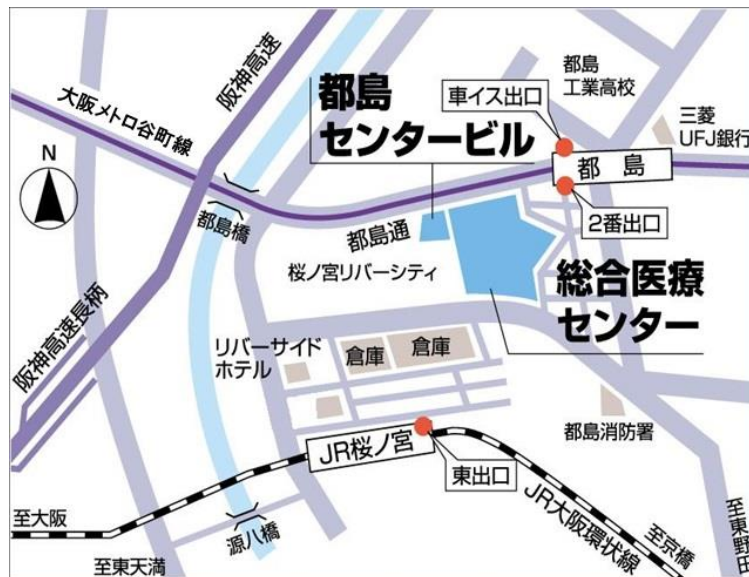 阪神高速
大阪メトロ谷町線
都島
センタービル
車イス出口
都島
工業高校
三菱
UFJ銀行
N
都島
都島橋
都島通
2番出口
桜ノ宮リバーシティ
総合医療
センター
阪神高速長柄
リバーサイド
ホテル
倉庫
倉庫
都島消防署
JR桜ノ宮
東出口
JR大阪環状線
至大阪
源八橋
至京橋
至東野田
至東天満